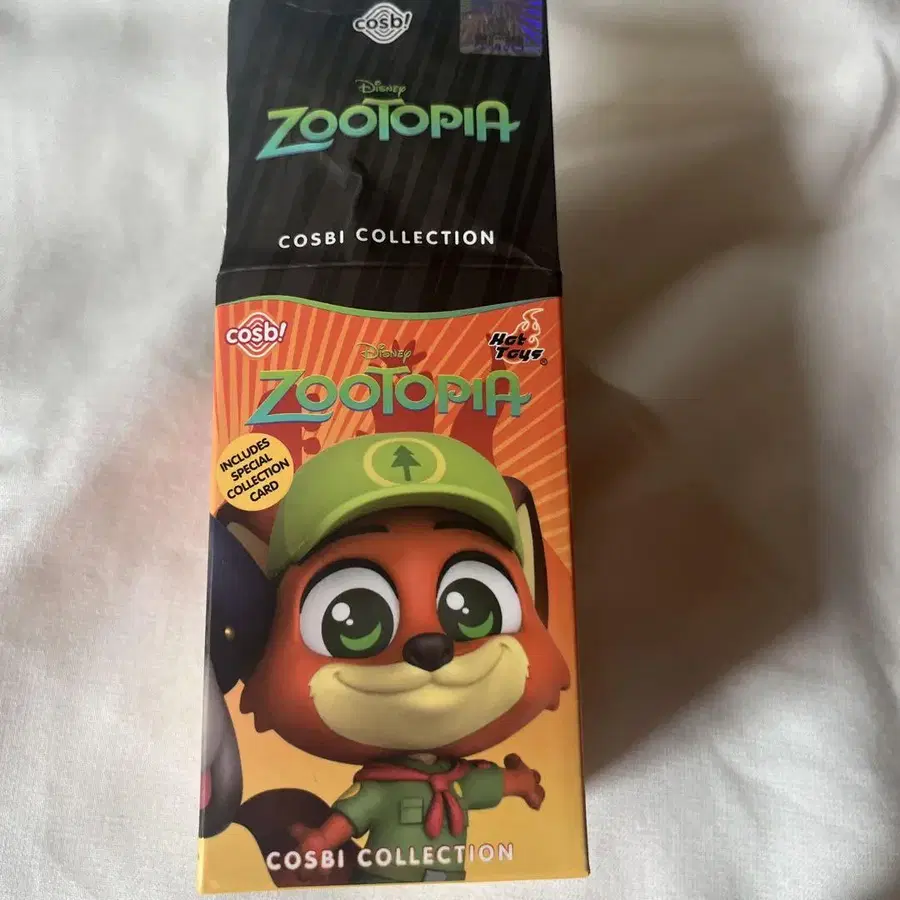 cosb!
Disney
ZOOTOPIA
COSBI COLLECTION
cosb!
Disney
Hot
Toys
ZOOTOPIA
INCLUDES
SPECIAL
COLLECTION
CARD
COSBI COLLECTION